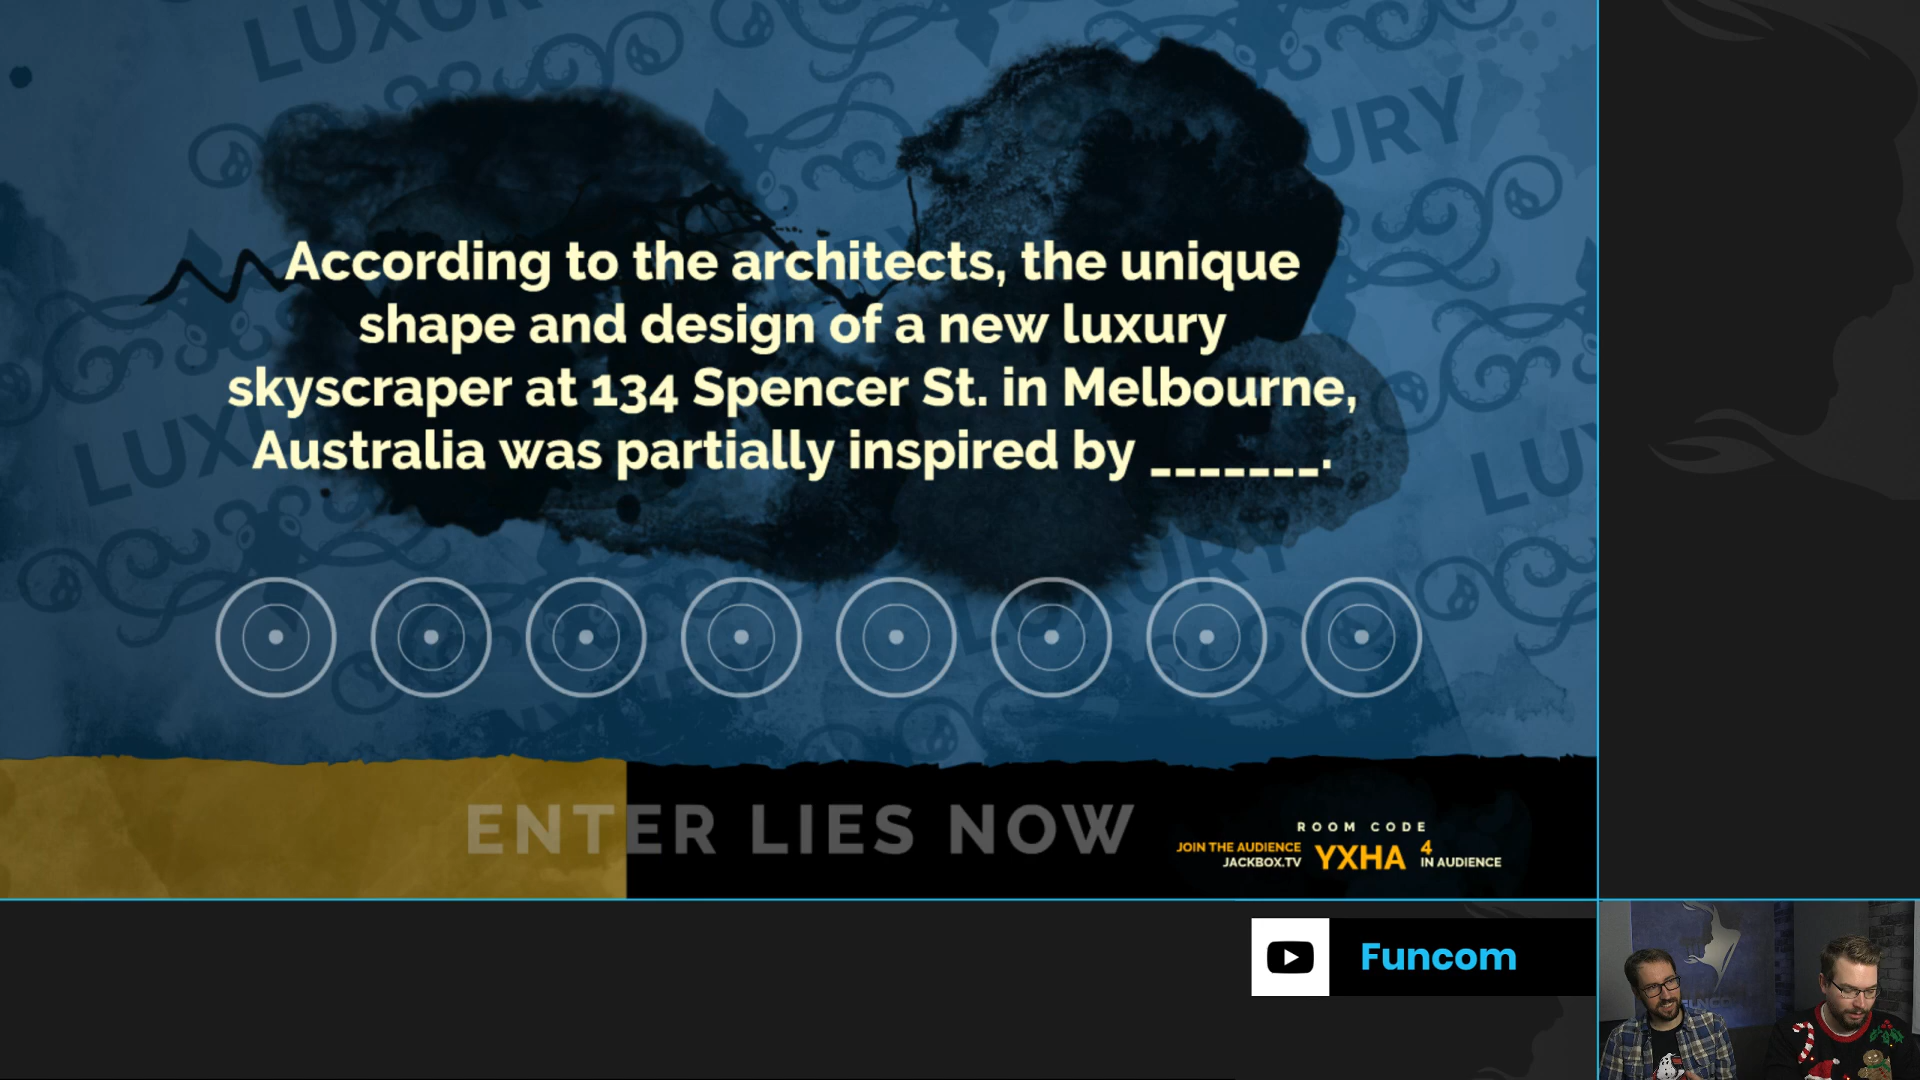 LUXURY
According to the architects, the unique
shape and design of a new luxury
skyscraper at 134 Spencer St. in Melbourne,
Australia was partially inspired by _______.
ENTER LIES NOW
ROOM CODE
JOIN THE AUDIENCE
JACKBOX.TV
YXHA
4
IN AUDIENCE
Funcom